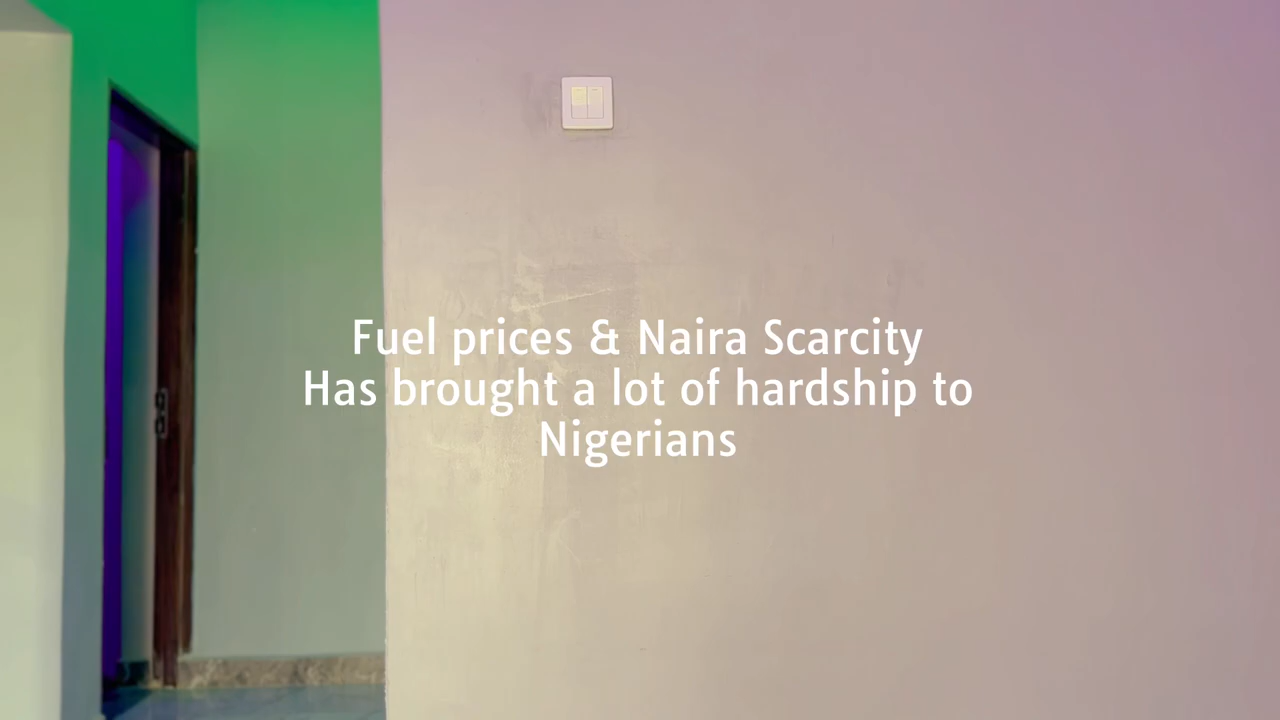 Fuel prices & Naira Scarcity
Has brought a lot of hardship to
Nigerians